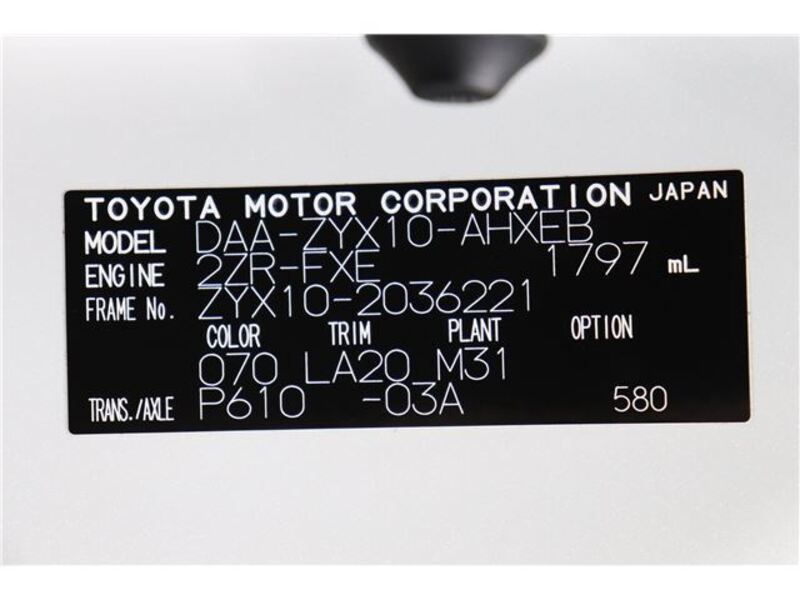 TOYOTA MOTOR CORPORATION JAPAN
MODEL DAA-ZYX10-AHXEB
ENGINE 2ZR-FXE 1797 mL
FRAME No. ZYX10-2036221
COLOR TRIM PLANT OPTION
070 LA20 M31
TRANS./AXLE P610 -03A 580